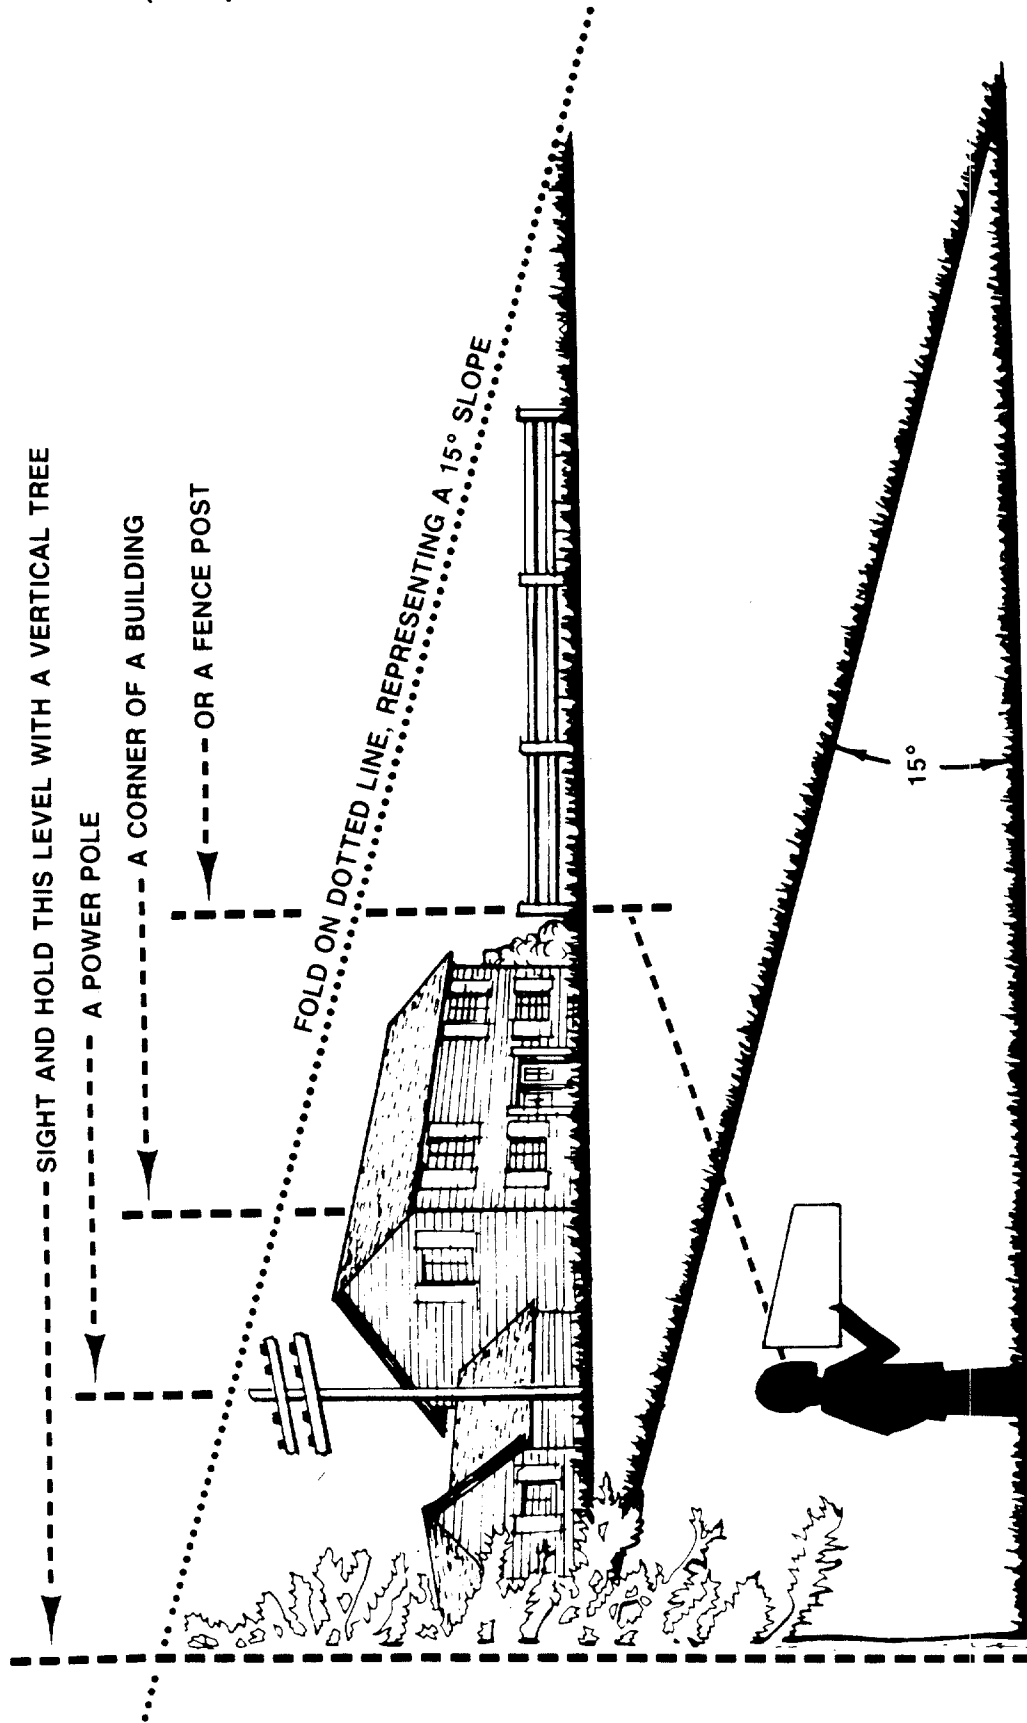 SIGHT AND HOLD THIS LEVEL WITH A VERTICAL TREE
A POWER POLE
A CORNER OF A BUILDING
OR A FENCE POST
FOLD ON DOTTED LINE, REPRESENTING A 15° SLOPE
15°